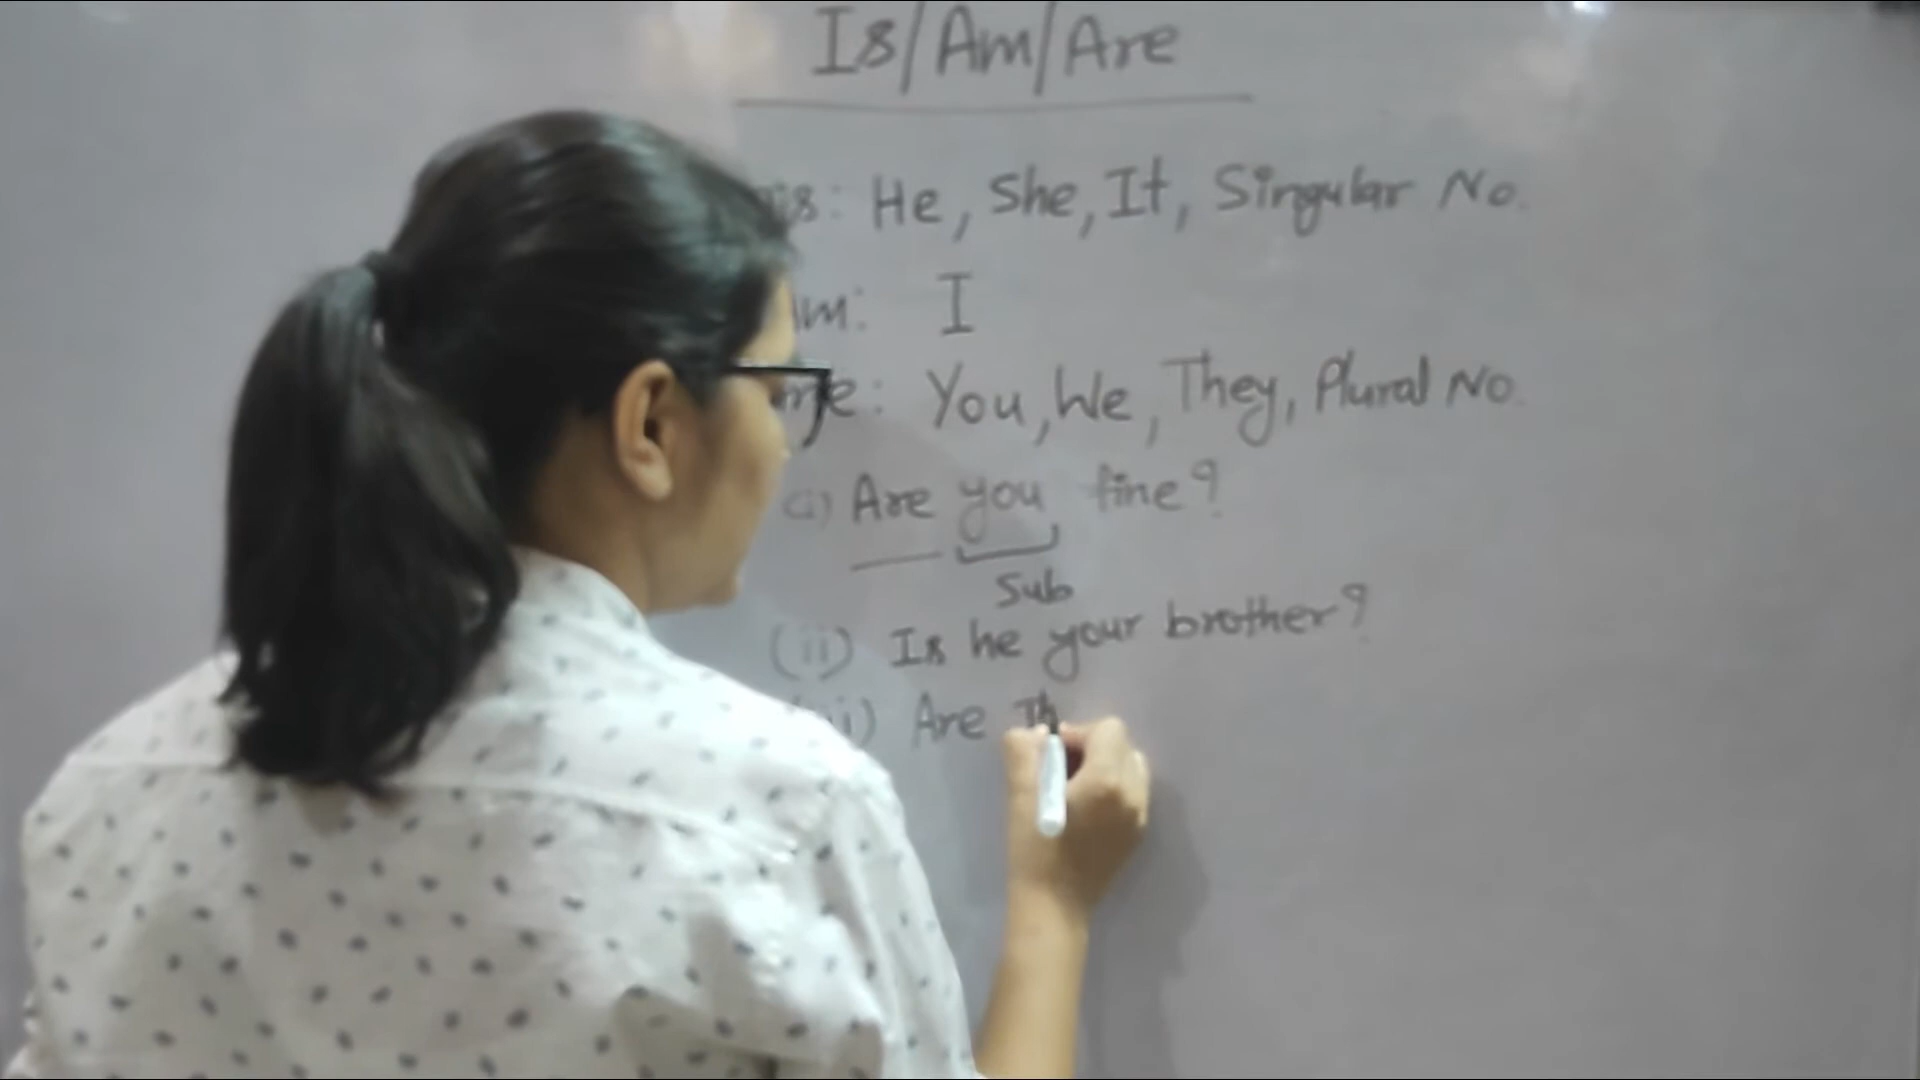 Is/Am/Are
is: He, She, It, Singular No.
Am: I
Are: You, We, They, Plural No.
(i) Are you fine?
Sub
(ii) Is he your brother?
(iii) Are Th